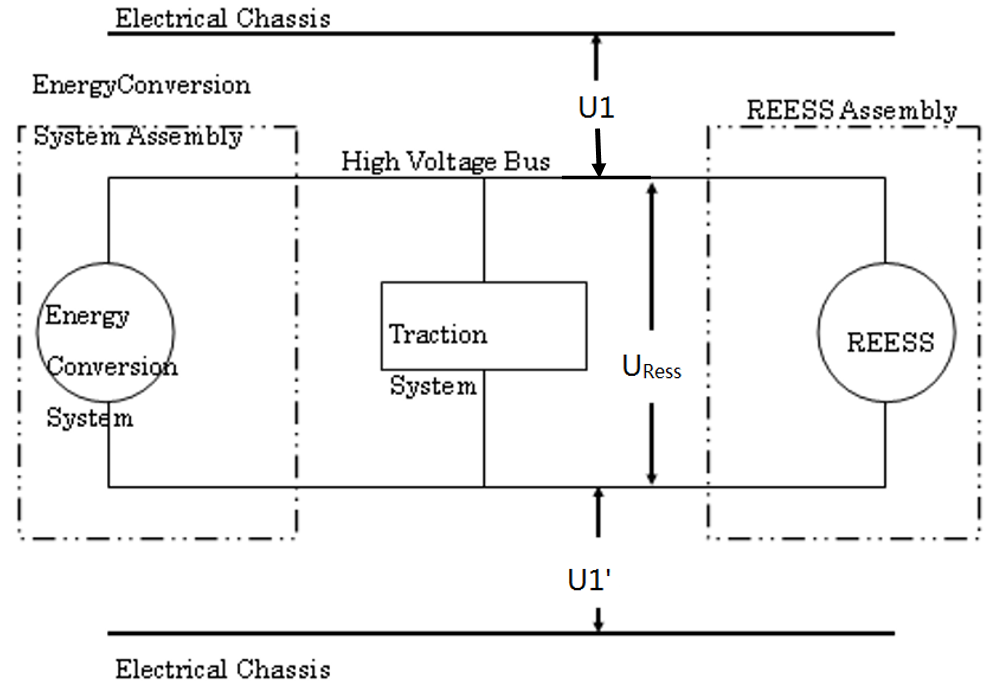 Electrical Chassis
EnergyConversion
System Assembly
U1
REESS Assembly
High Voltage Bus
Energy
Conversion
System
Traction
System
URess
REESS
U1'
Electrical Chassis